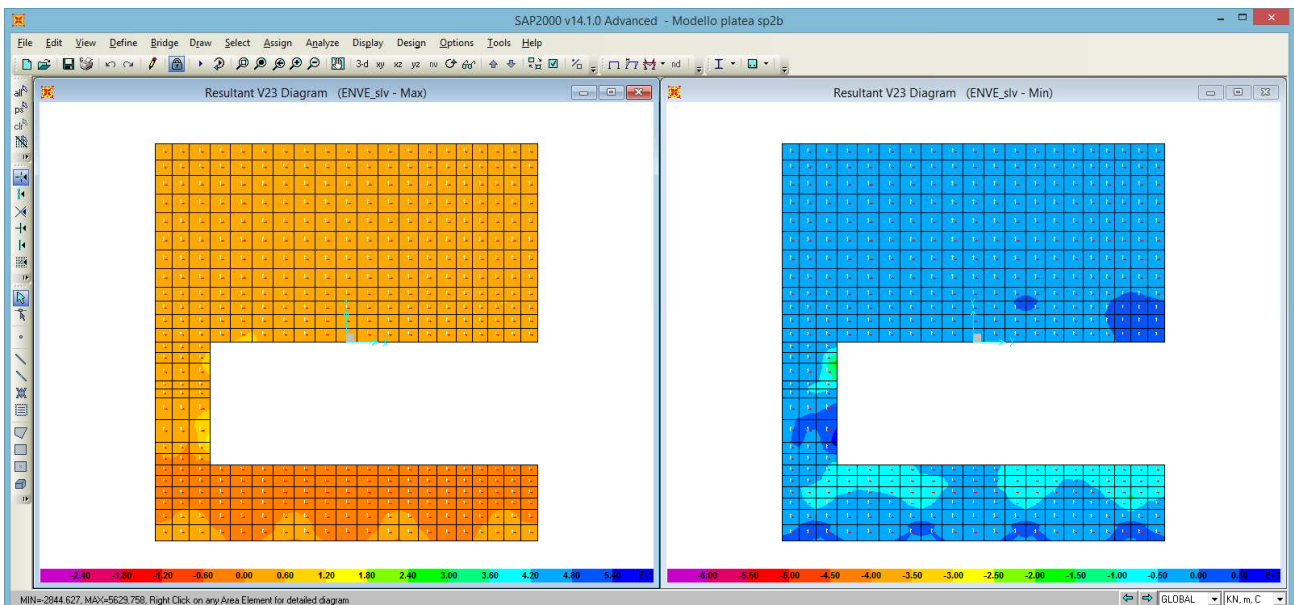 SAP2000 v14.1.0 Advanced - Modello platea sp2b
File Edit View Define Bridge Draw Select Assign Analyze Display Design Options Tools Help
3-d xy xz yz nv nd
all
ps
clr
Resultant V23 Diagram (ENVE_slv - Max)
Resultant V23 Diagram (ENVE_slv - Min)
-2.40 -1.80 -1.20 -0.60 0.00 0.60 1.20 1.80 2.40 3.00 3.60 4.20 4.80 5.40
-6.00 -5.50 -5.00 -4.50 -4.00 -3.50 -3.00 -2.50 -2.00 -1.50 -1.00 -0.50 0.00 0.50
MIN=-2844.627, MAX=5629.758, Right Click on any Area Element for detailed diagram
GLOBAL
KN, m, C